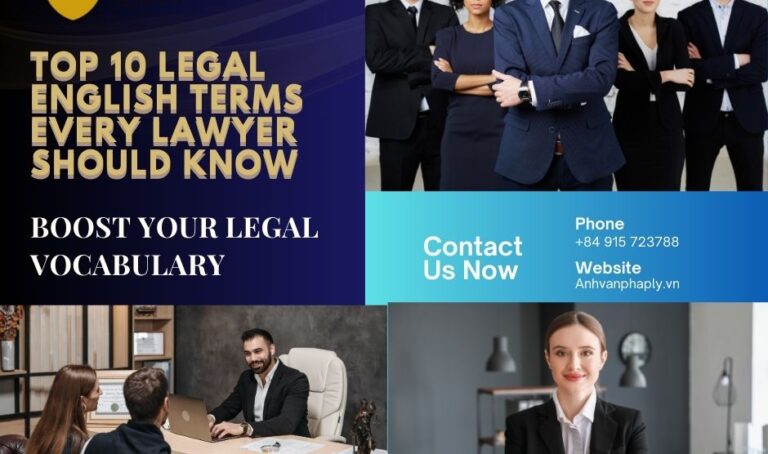 TOP 10 LEGAL
ENGLISH TERMS
EVERY LAWYER
SHOULD KNOW
BOOST YOUR LEGAL
VOCABULARY
Contact
Us Now
Phone
+84 915 723788
Website
Anhvanphaply.vn